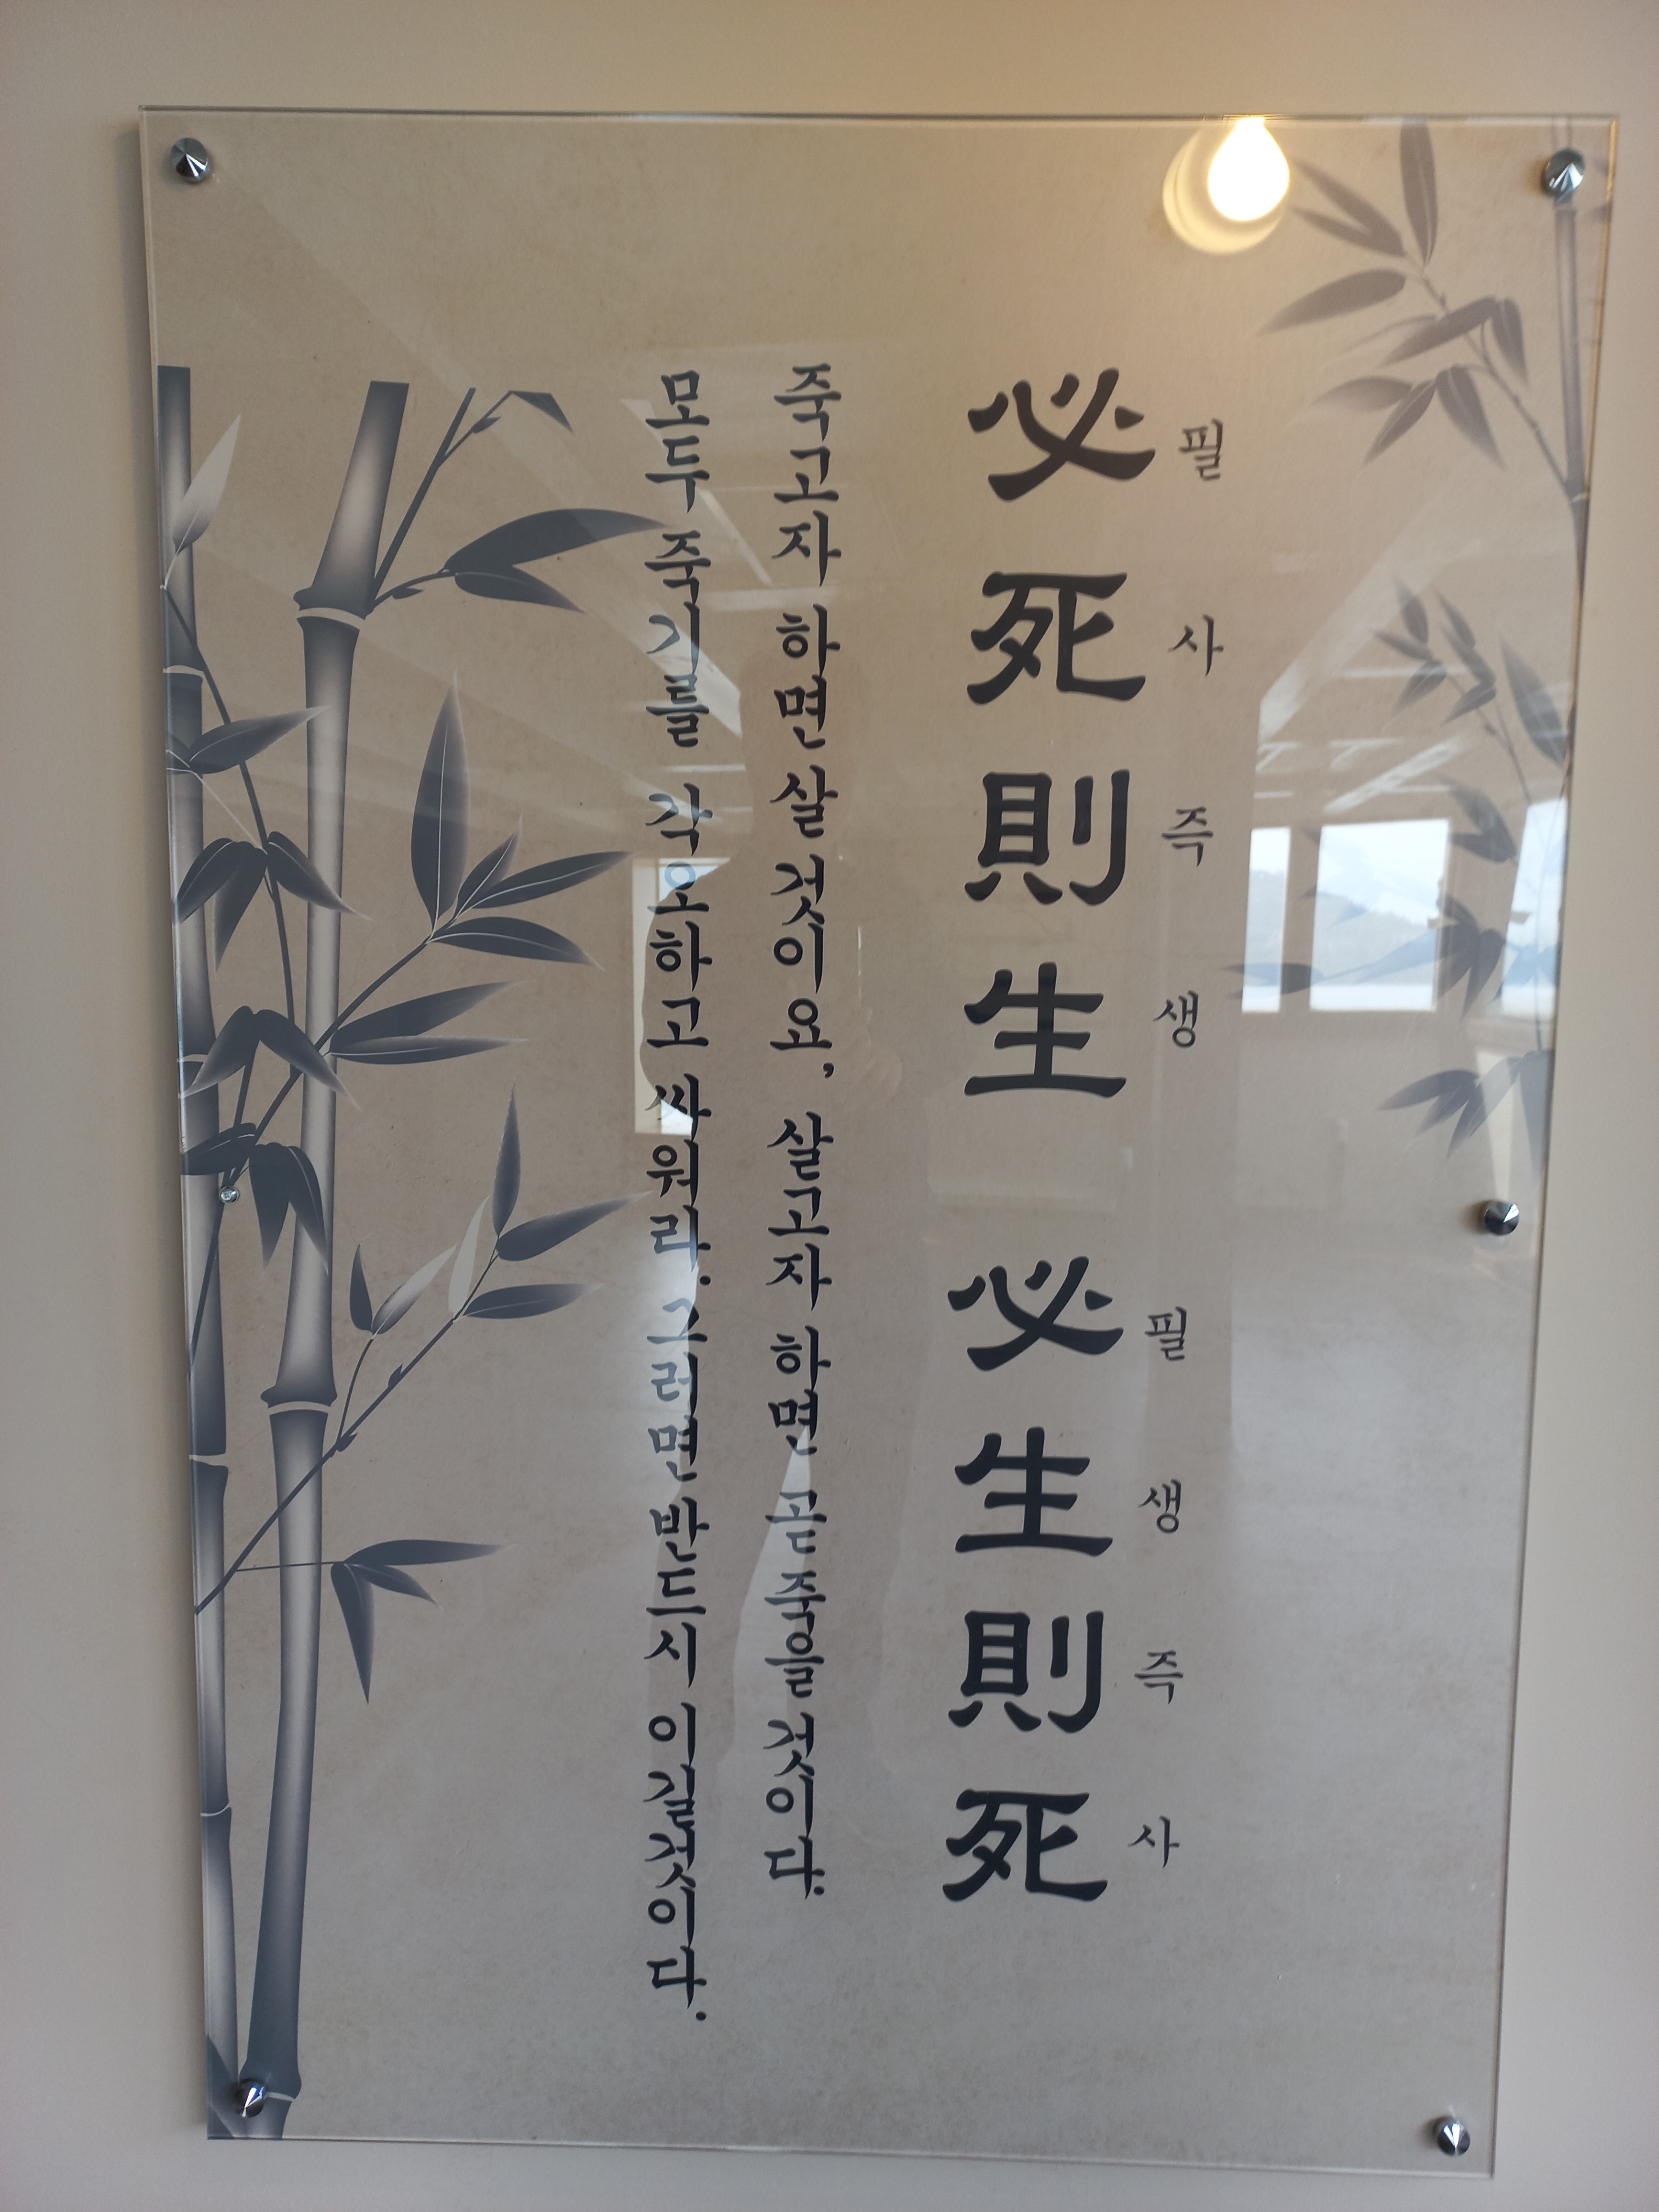 필사즉생 필생즉사
必死則生 必生則死
죽고자 하면 살 것이요, 살고자 하면 곧 죽을 것이다.
모두 죽기를 각오하고 싸워라. 그러면 반드시 이길것이다.